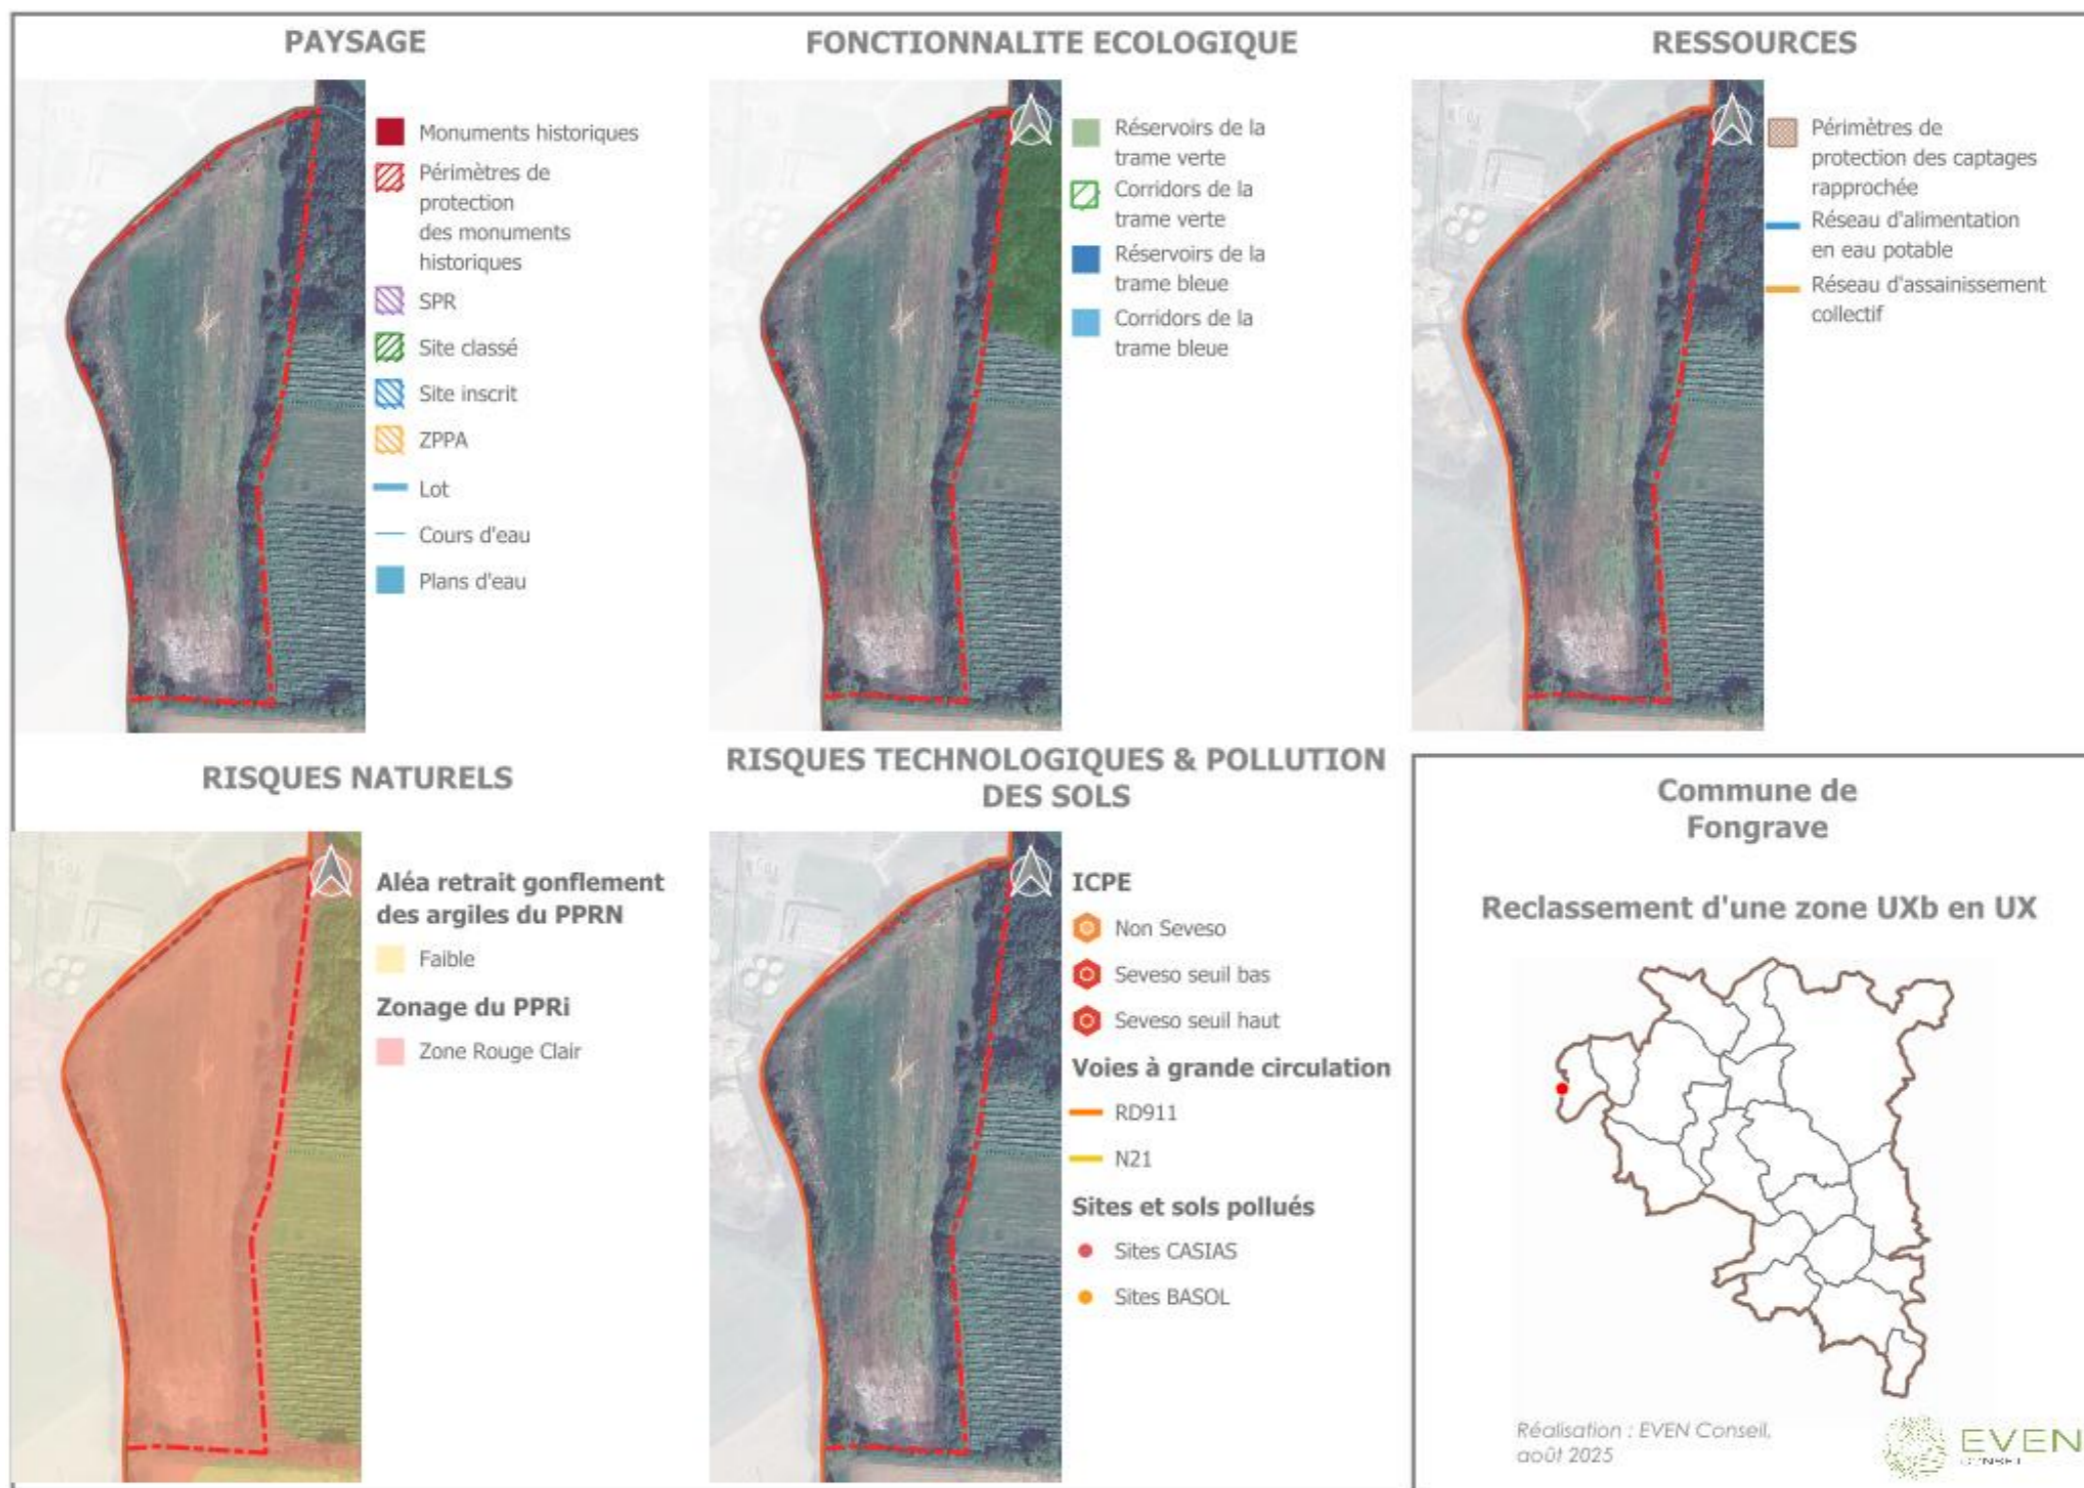 PAYSAGE
Monuments historiques
Périmètres de
protection
des monuments
historiques
SPR
Site classé
Site inscrit
ZPPA
Lot
Cours d'eau
Plans d'eau
FONCTIONNALITE ECOLOGIQUE
Réservoirs de la
trame verte
Corridors de la
trame verte
Réservoirs de la
trame bleue
Corridors de la
trame bleue
RESSOURCES
Périmètres de
protection des captages
rapprochée
Réseau d'alimentation
en eau potable
Réseau d'assainissement
collectif
RISQUES NATURELS
Aléa retrait gonflement
des argiles du PPRN
Faible
Zonage du PPRi
Zone Rouge Clair
RISQUES TECHNOLOGIQUES & POLLUTION
DES SOLS
ICPE
Non Seveso
Seveso seuil bas
Seveso seuil haut
Voies à grande circulation
RD911
N21
Sites et sols pollués
Sites CASIAS
Sites BASOL
Commune de
Fongrave
Reclassement d'une zone UXb en UX
Réalisation : EVEN Conseil,
août 2025
EVEN